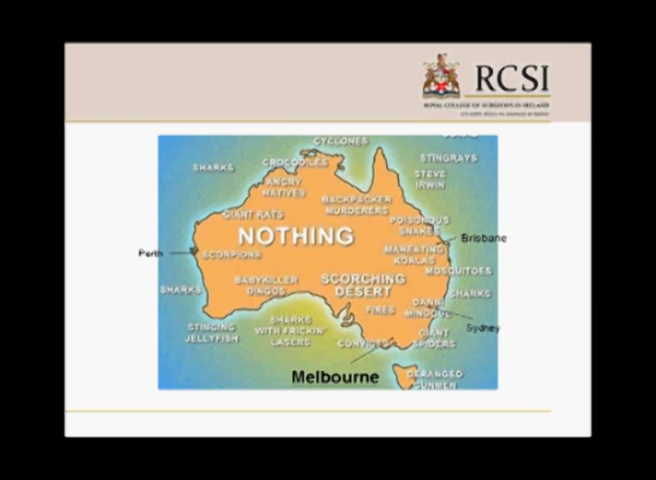 RCSI
ROYAL COLLEGE OF SURGEONS IN IRELAND
CYCLONES
SHARKS
CROCODILES
STINGRAYS
ANGRY
NATIVES
STEVE
IRWIN
BACKPACKER
MURDERERS
GIANT RATS
POISONOUS
SNAKES
NOTHING
Brisbane
Perth
SCORPIONS
MANEATING
KOALAS
MOSQUITOES
BABYKILLER
DINGOS
SCORCHING
DESERT
SHARKS
SHARKS
DANNI
MINOGUE
FIRES
SHARKS
WITH FRICKIN'
LASERS
STINGING
JELLYFISH
Sydney
GIANT
SPIDERS
CONVICTS
Melbourne
DERANGED
GUNMEN